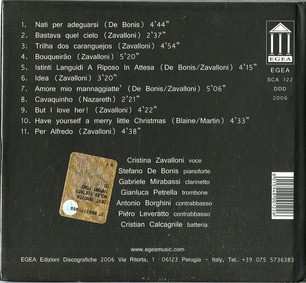 1. Nati per adeguarsi (De Bonis) 4'44"
2. Bastava quel cielo (Zavalloni) 2'37"
3. Trilha dos caranguejos (Zavalloni) 4'54"
4. Bouqueirão (Zavalloni) 5'20"
5. Istinti Languidi A Riposo In Attesa (De Bonis/Zavalloni) 4'15"
6. Idea (Zavalloni) 3'20"
7. Amore mio mannaggiatte' (De Bonis/Zavalloni) 5'06"
8. Cavaquinho (Nazareth) 2'21"
9. But I love her! (Zavalloni) 4'22"
10. Have yourself a merry little Christmas (Blaine/Martin) 4'33"
11. Per Alfredo (Zavalloni) 4'38"
EGEA
SCA 122
DDD
2006
Cristina Zavalloni voce
Stefano De Bonis pianoforte
Gabriele Mirabassi clarinetto
Gianluca Petrella trombone
Antonio Borghini contrabbasso
Piero Leveratto contrabbasso
Cristian Calcagnile batteria
www.egeamusic.com
EGEA Edizioni Discografiche 2006 Via Ritorta, 1 - 06123 Perugia - Italy, Tel. +39 075 5736383